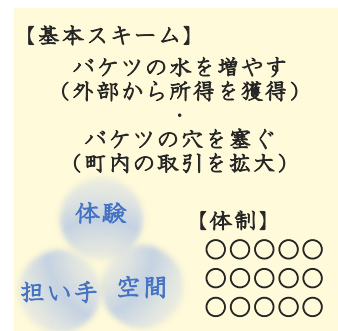 【基本スキーム】
バケツの水を増やす
（外部から所得を獲得）
・
バケツの穴を塞ぐ
（町内の取引を拡大）
体験
担い手
空間
【体制】
○○○○○
○○○○○
○○○○○